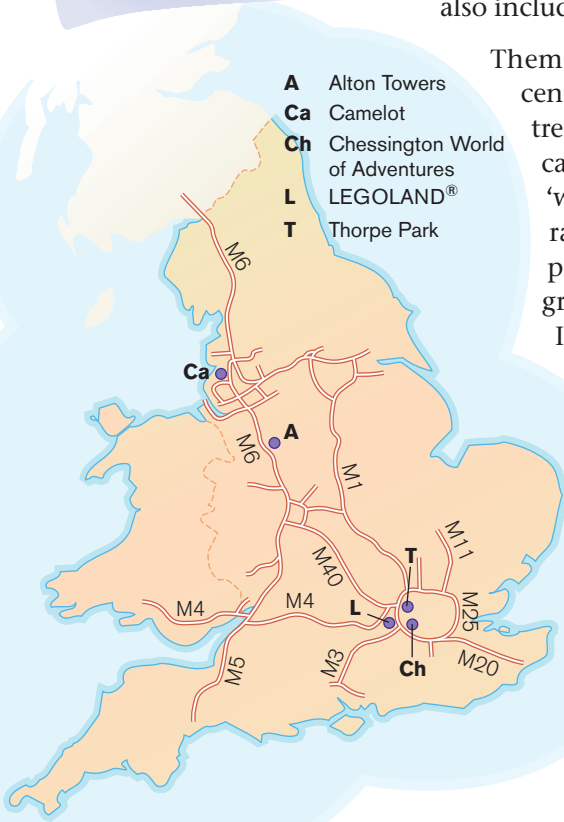 also includ
Them
cent
tre
ca
'w
ra
p
gr
I
A Alton Towers
Ca Camelot
Ch Chessington World
of Adventures
L LEGOLAND®
T Thorpe Park
M6
Ca
A
M6
M1
M11
T
M40
M25
M4
M4
L
M5
M3
Ch
M20